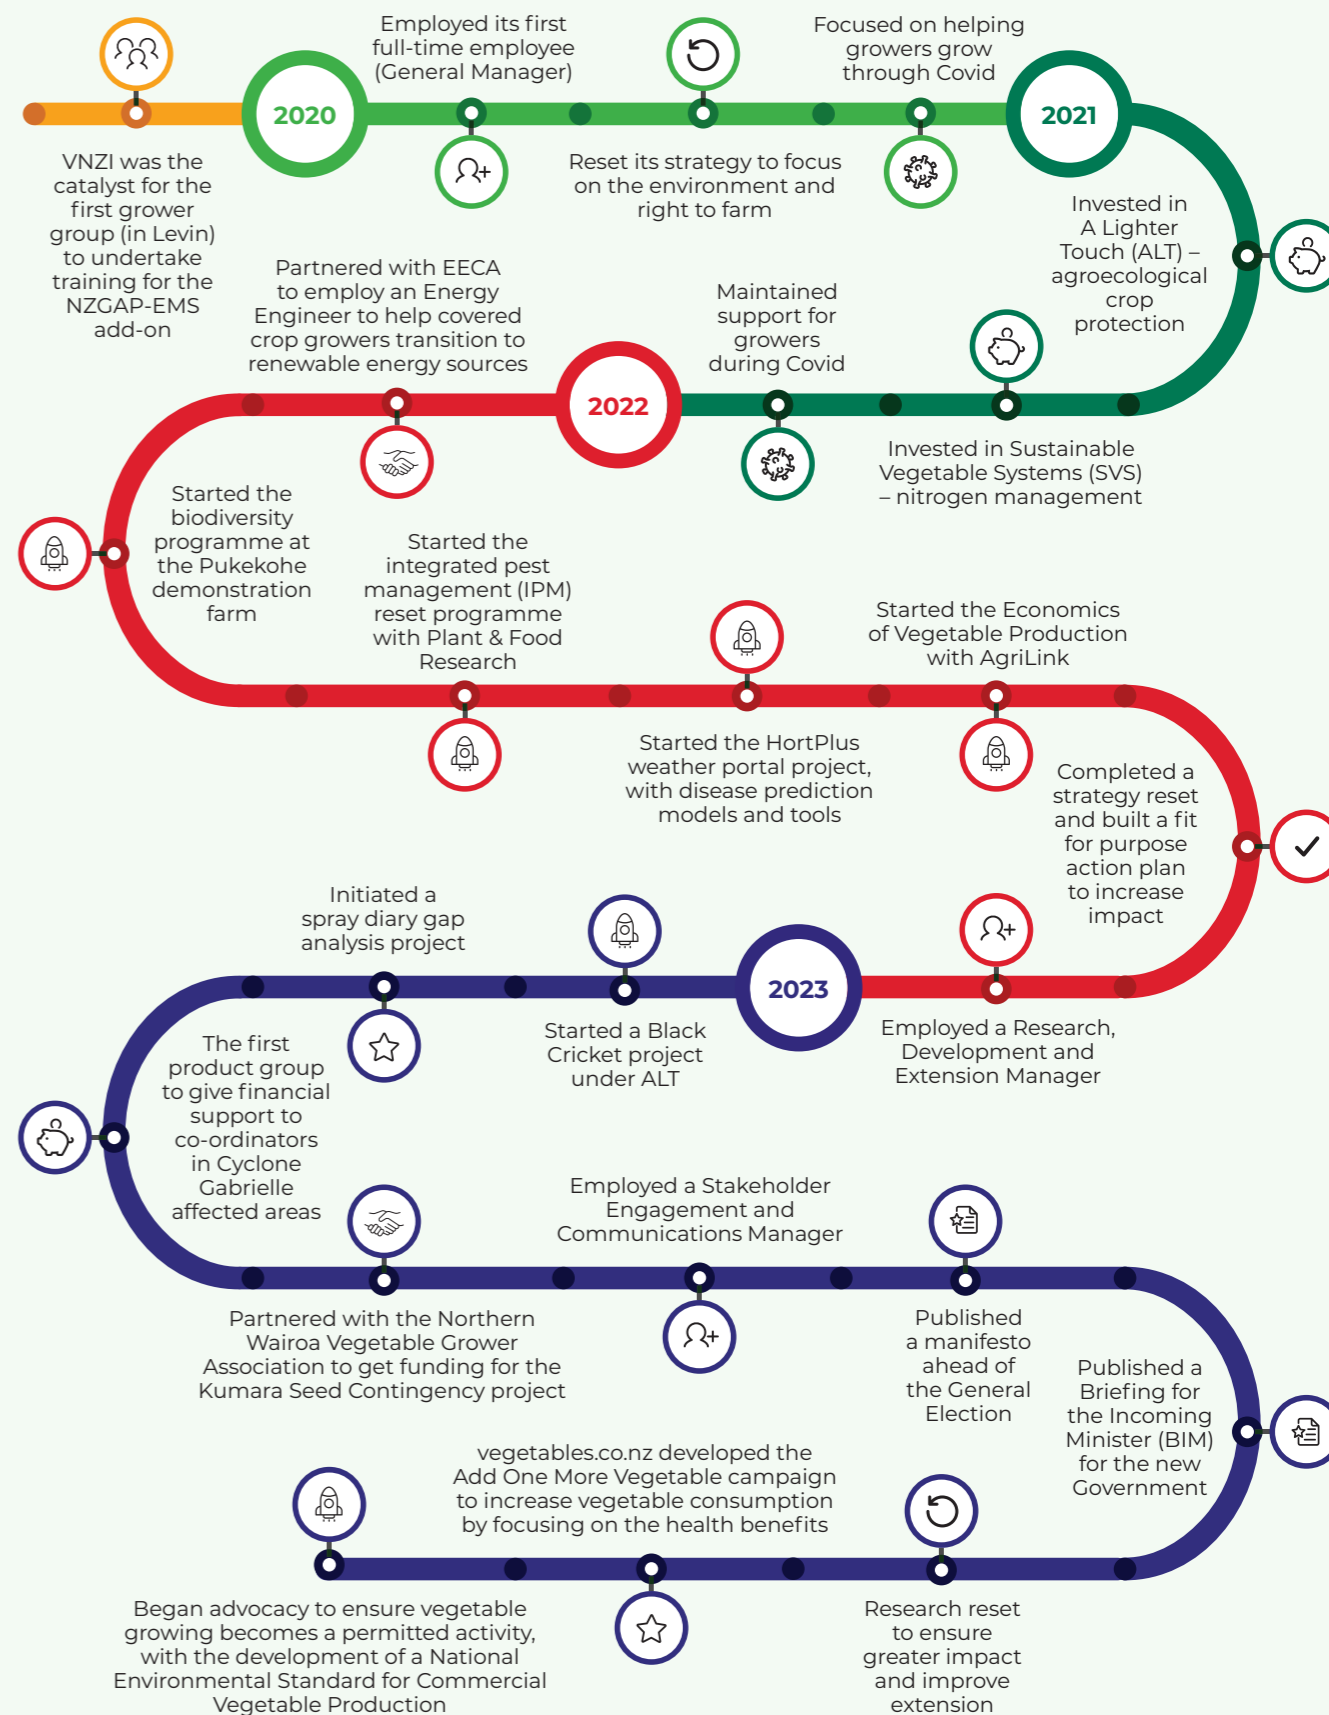 VNZI was the
catalyst for the
first grower
group (in Levin)
to undertake
training for the
NZGAP-EMS
add-on
2020
Employed its first
full-time employee
(General Manager)
Reset its strategy to focus
on the environment and
right to farm
Focused on helping
growers grow
through Covid
2021
Invested in
A Lighter
Touch (ALT) –
agroecological
crop
protection
Invested in Sustainable
Vegetable Systems (SVS)
– nitrogen management
Maintained
support for
growers
during Covid
2022
Partnered with EECA
to employ an Energy
Engineer to help covered
crop growers transition to
renewable energy sources
Started the
biodiversity
programme at
the Pukekohe
demonstration
farm
Started the
integrated pest
management (IPM)
reset programme
with Plant & Food
Research
Started the HortPlus
weather portal project,
with disease prediction
models and tools
Started the Economics
of Vegetable Production
with AgriLink
Completed a
strategy reset
and built a fit
for purpose
action plan
to increase
impact
Employed a Research,
Development and
Extension Manager
2023
Started a Black
Cricket project
under ALT
Initiated a
spray diary gap
analysis project
The first
product group
to give financial
support to
co-ordinators
in Cyclone
Gabrielle
affected areas
Partnered with the Northern
Wairoa Vegetable Grower
Association to get funding for the
Kumara Seed Contingency project
Employed a Stakeholder
Engagement and
Communications Manager
Published
a manifesto
ahead of
the General
Election
Published a
Briefing for
the Incoming
Minister (BIM)
for the new
Government
Research reset
to ensure
greater impact
and improve
extension
vegetables.co.nz developed the
Add One More Vegetable campaign
to increase vegetable consumption
by focusing on the health benefits
Began advocacy to ensure vegetable
growing becomes a permitted activity,
with the development of a National
Environmental Standard for Commercial
Vegetable Production